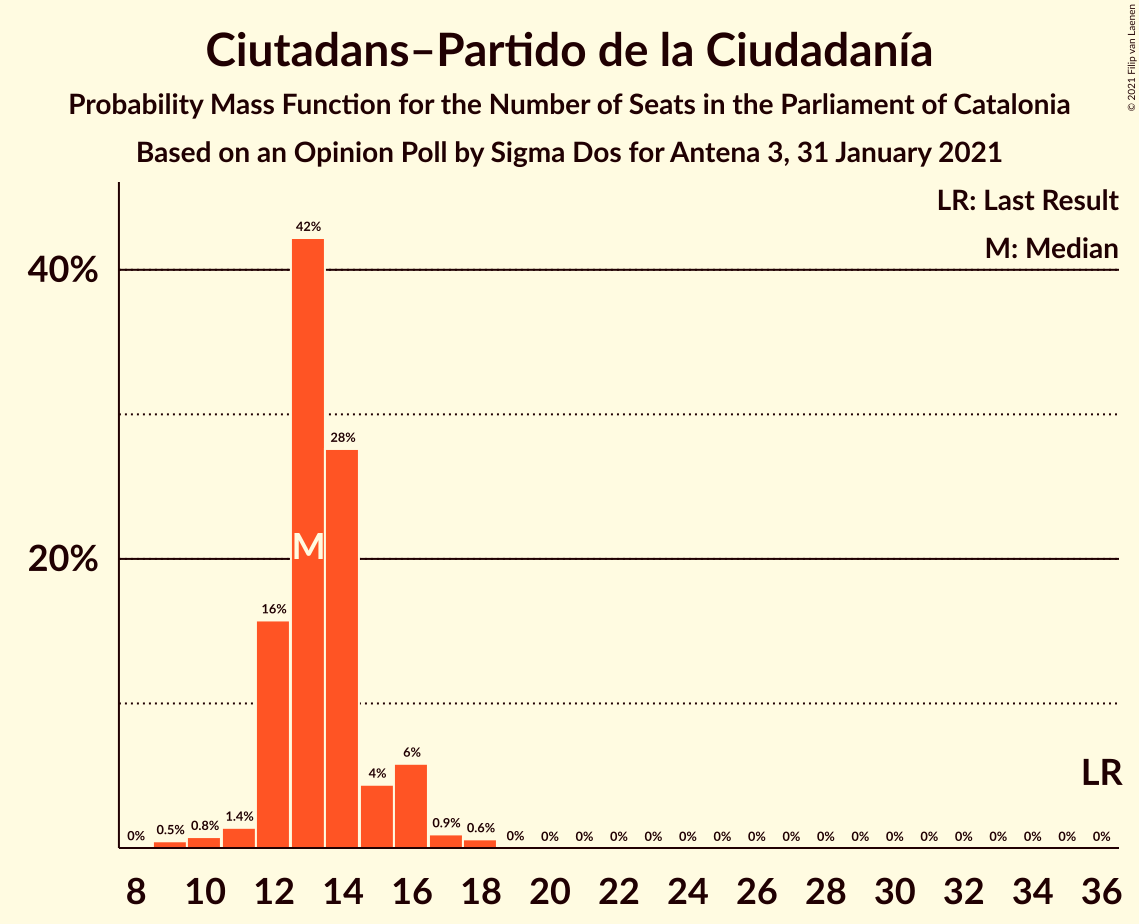 Ciutadans–Partido de la Ciudadanía
Probability Mass Function for the Number of Seats in the Parliament of Catalonia
Based on an Opinion Poll by Sigma Dos for Antena 3, 31 January 2021
© 2021 Filip van Laenen
LR: Last Result
M: Median
40%
20%
0% 0.5% 0.8% 1.4% 16% 42% 28% 4% 6% 0.9% 0.6% 0% 0% 0% 0% 0% 0% 0% 0% 0% 0% 0% 0% 0% 0% 0% 0% 0% 0%
M
LR
8 10 12 14 16 18 20 22 24 26 28 30 32 34 36